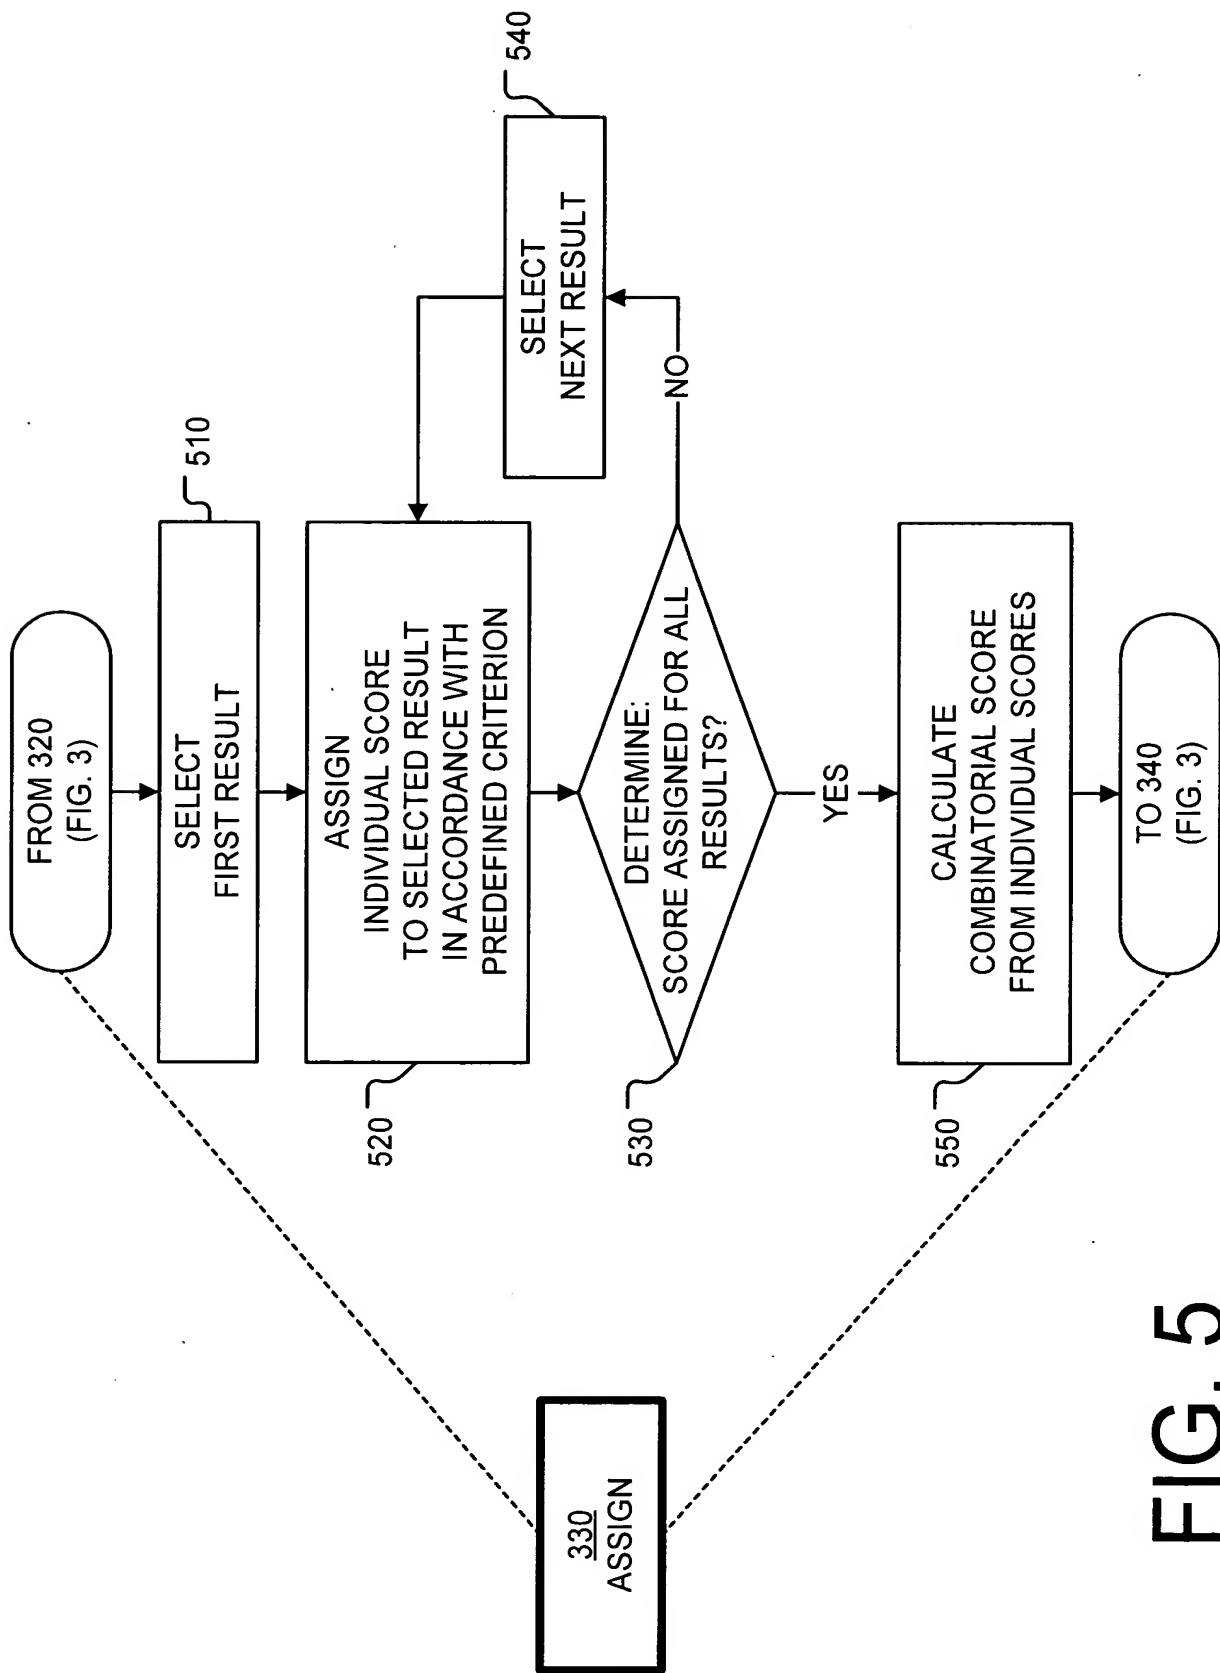 330
ASSIGN
FROM 320
(FIG. 3)
SELECT
FIRST RESULT
510
ASSIGN
INDIVIDUAL SCORE
TO SELECTED RESULT
IN ACCORDANCE WITH
PREDEFINED CRITERION
520
DETERMINE:
SCORE ASSIGNED FOR ALL
RESULTS?
530
NO
SELECT
NEXT RESULT
540
YES
CALCULATE
COMBINATORIAL SCORE
FROM INDIVIDUAL SCORES
550
TO 340
(FIG. 3)
FIG. 5